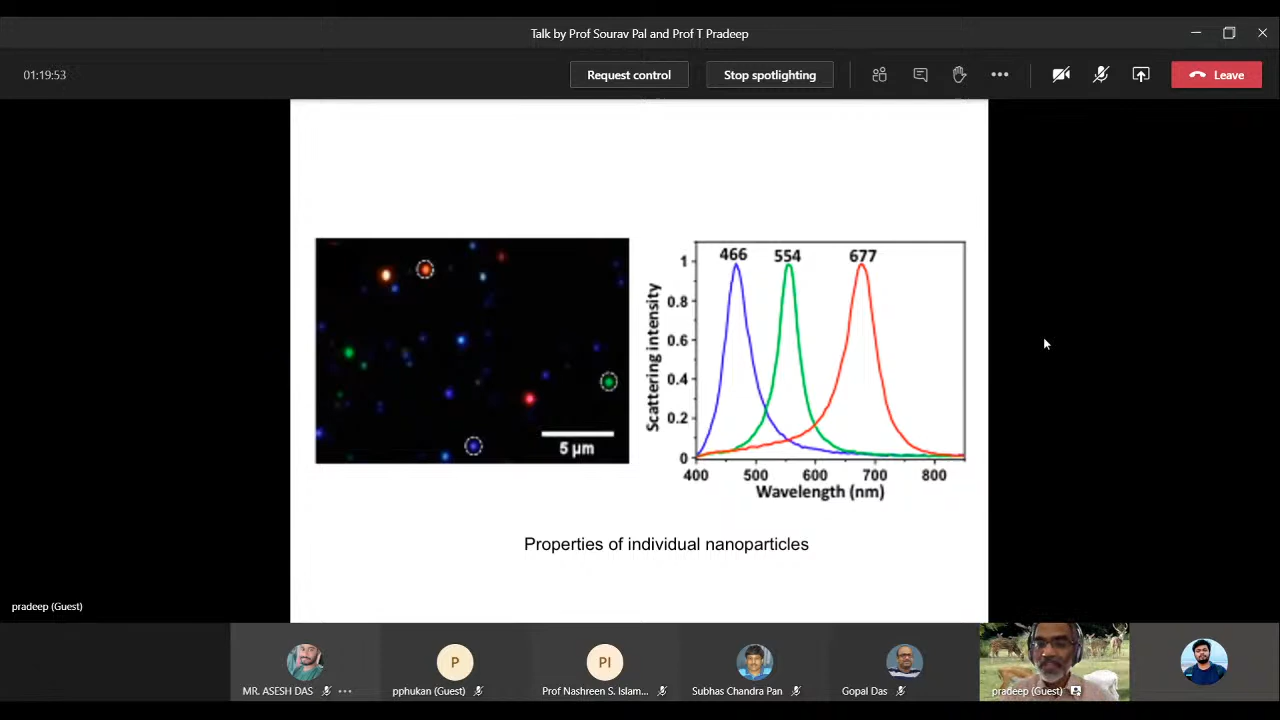 Talk by Prof Sourav Pal and Prof T Pradeep
01:19:53
Request control
Stop spotlighting
Leave
466 554 677
1
0.8
0.6
0.4
0.2
0
Scattering intensity
400 500 600 700 800
Wavelength (nm)
5 µm
Properties of individual nanoparticles
pradeep (Guest)
P
PI
MR. ASESH DAS
pphukan (Guest)
Prof Nashreen S. Islam...
Subhas Chandra Pan
Gopal Das
pradeep (Guest)